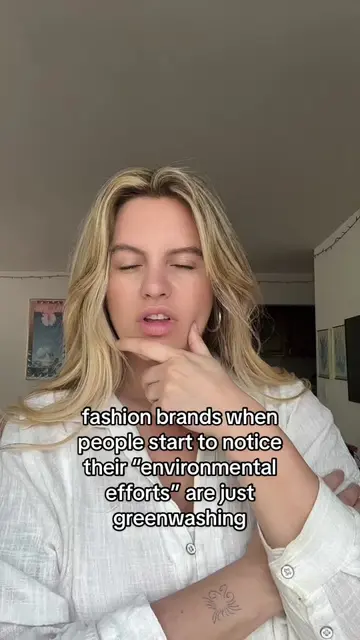 fashion brands when
people start to notice
their “environmental
efforts” are just
greenwashing